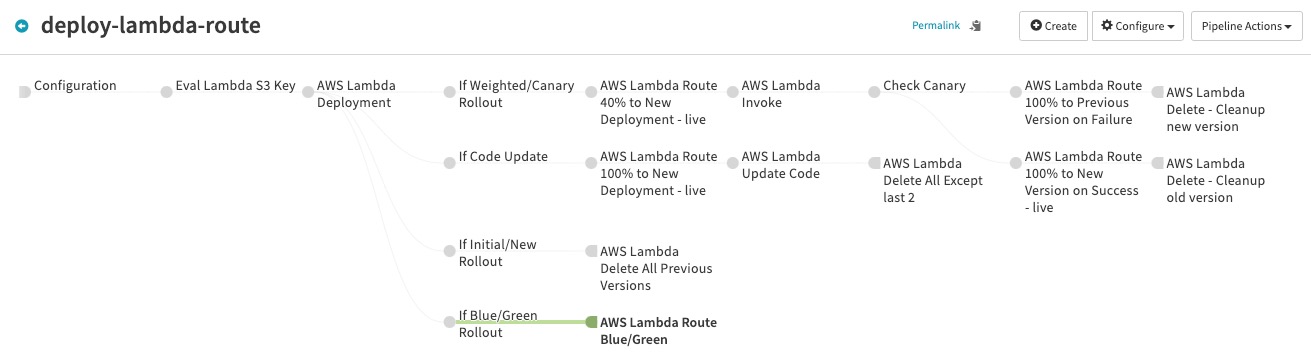 deploy-lambda-route
Permalink
Create
Configure
Pipeline Actions
Configuration
Eval Lambda S3 Key
AWS Lambda
Deployment
If Weighted/Canary
Rollout
AWS Lambda Route
40% to New
Deployment - live
AWS Lambda
Invoke
Check Canary
AWS Lambda Route
100% to Previous
Version on Failure
AWS Lambda
Delete - Cleanup
new version
If Code Update
AWS Lambda Route
100% to New
Deployment - live
AWS Lambda
Update Code
AWS Lambda
Delete All Except
last 2
AWS Lambda Route
100% to New
Version on Success
- live
AWS Lambda
Delete - Cleanup
old version
If Initial/New
Rollout
AWS Lambda
Delete All Previous
Versions
If Blue/Green
Rollout
AWS Lambda Route
Blue/Green